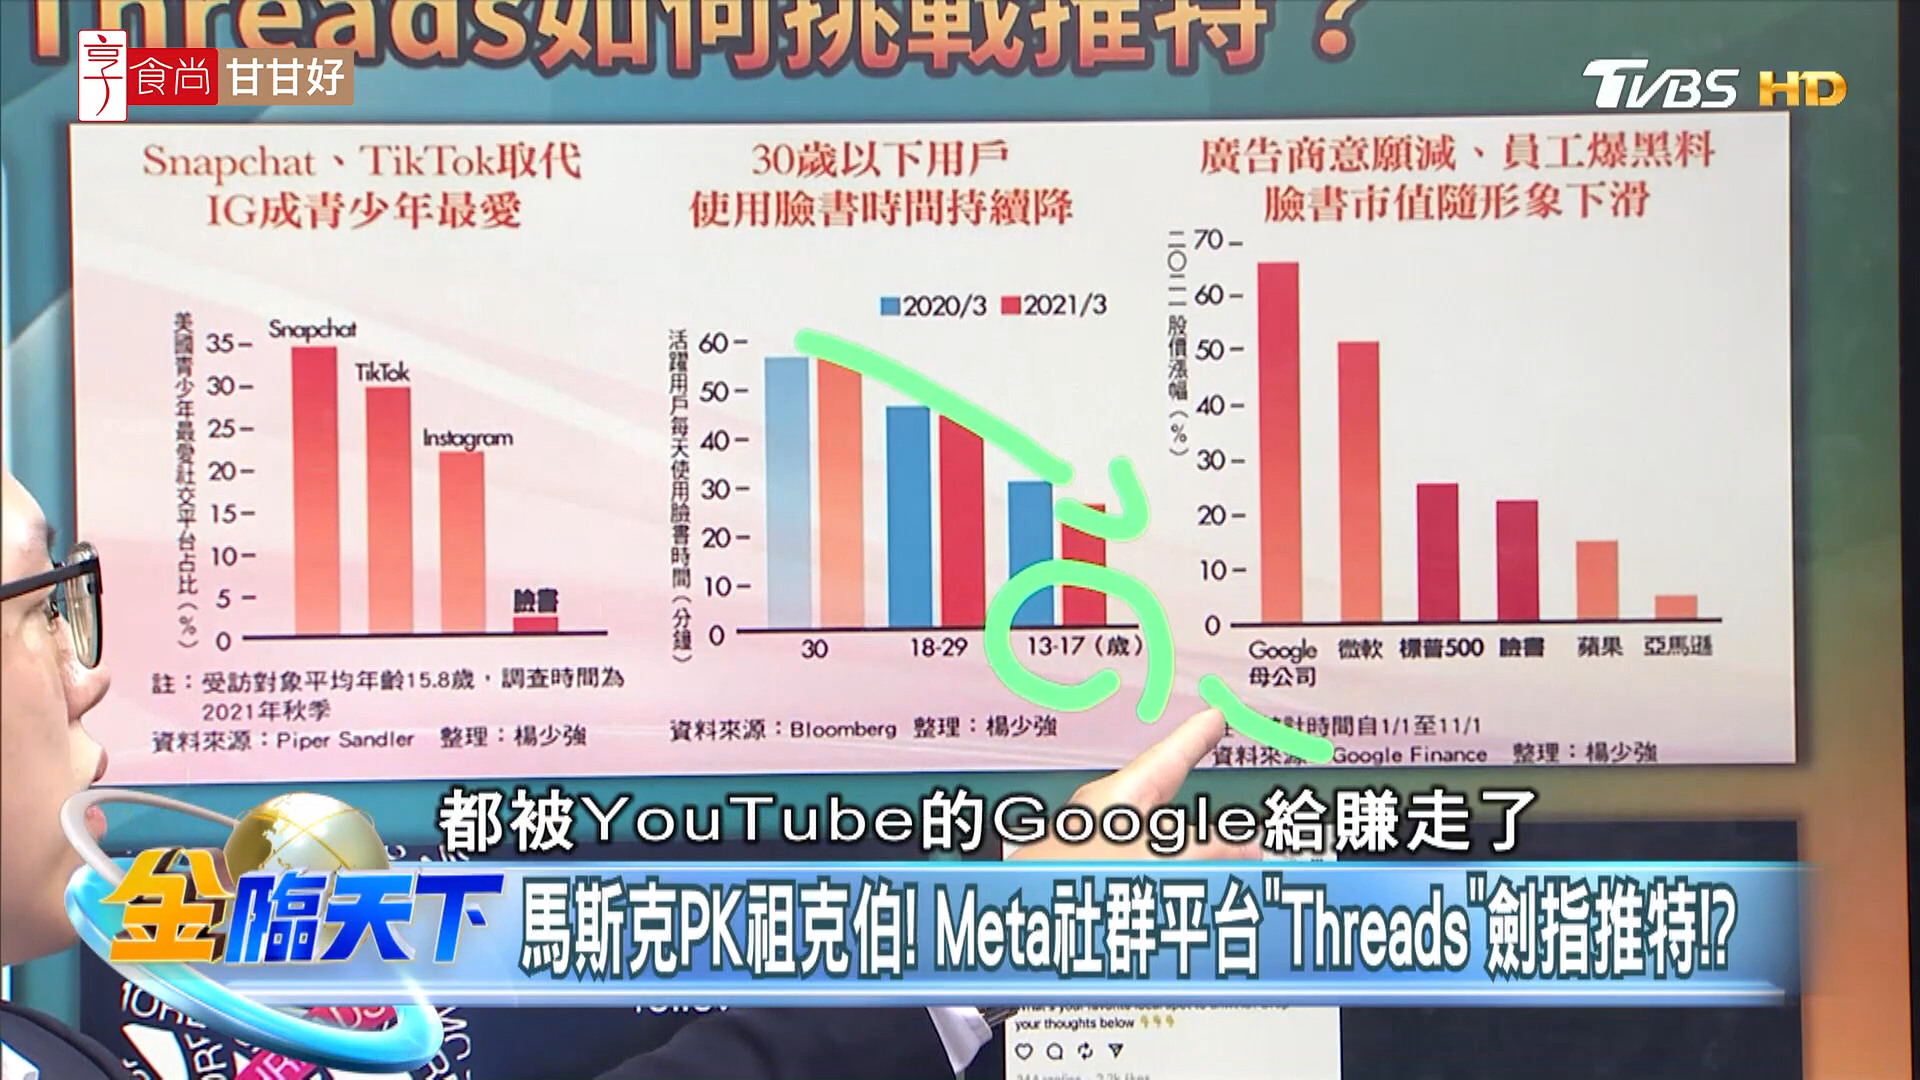 Threads如何挑戰推特？
享
食尚
甘甘好
TVBS HD
Snapchat、TikTok取代
IG成青少年最愛
美國青少年最愛社交平台占比（%）
35
30
25
20
15
10
5
0
Snapchat
TikTok
Instagram
臉書
註：受訪對象平均年齡15.8歲，調查時間為
2021年秋季
資料來源：Piper Sandler 整理：楊少強
30歲以下用戶
使用臉書時間持續降
2020/3 2021/3
活躍用戶每天使用臉書時間（分鐘）
60
50
40
30
20
10
0
30 18-29 13-17（歲）
資料來源：Bloomberg 整理：楊少強
廣告商意願減、員工爆黑料
臉書市值隨形象下滑
二〇二一股價漲幅（%）
70
60
50
40
30
20
10
0
Google
母公司
微軟 標普500 臉書 蘋果 亞馬遜
計時間自1/1至11/1
資料來源 Google Finance 整理：楊少強
都被YouTube的Google給賺走了
金臨天下
馬斯克PK祖克伯! Meta社群平台"Threads"劍指推特!?
your thoughts below